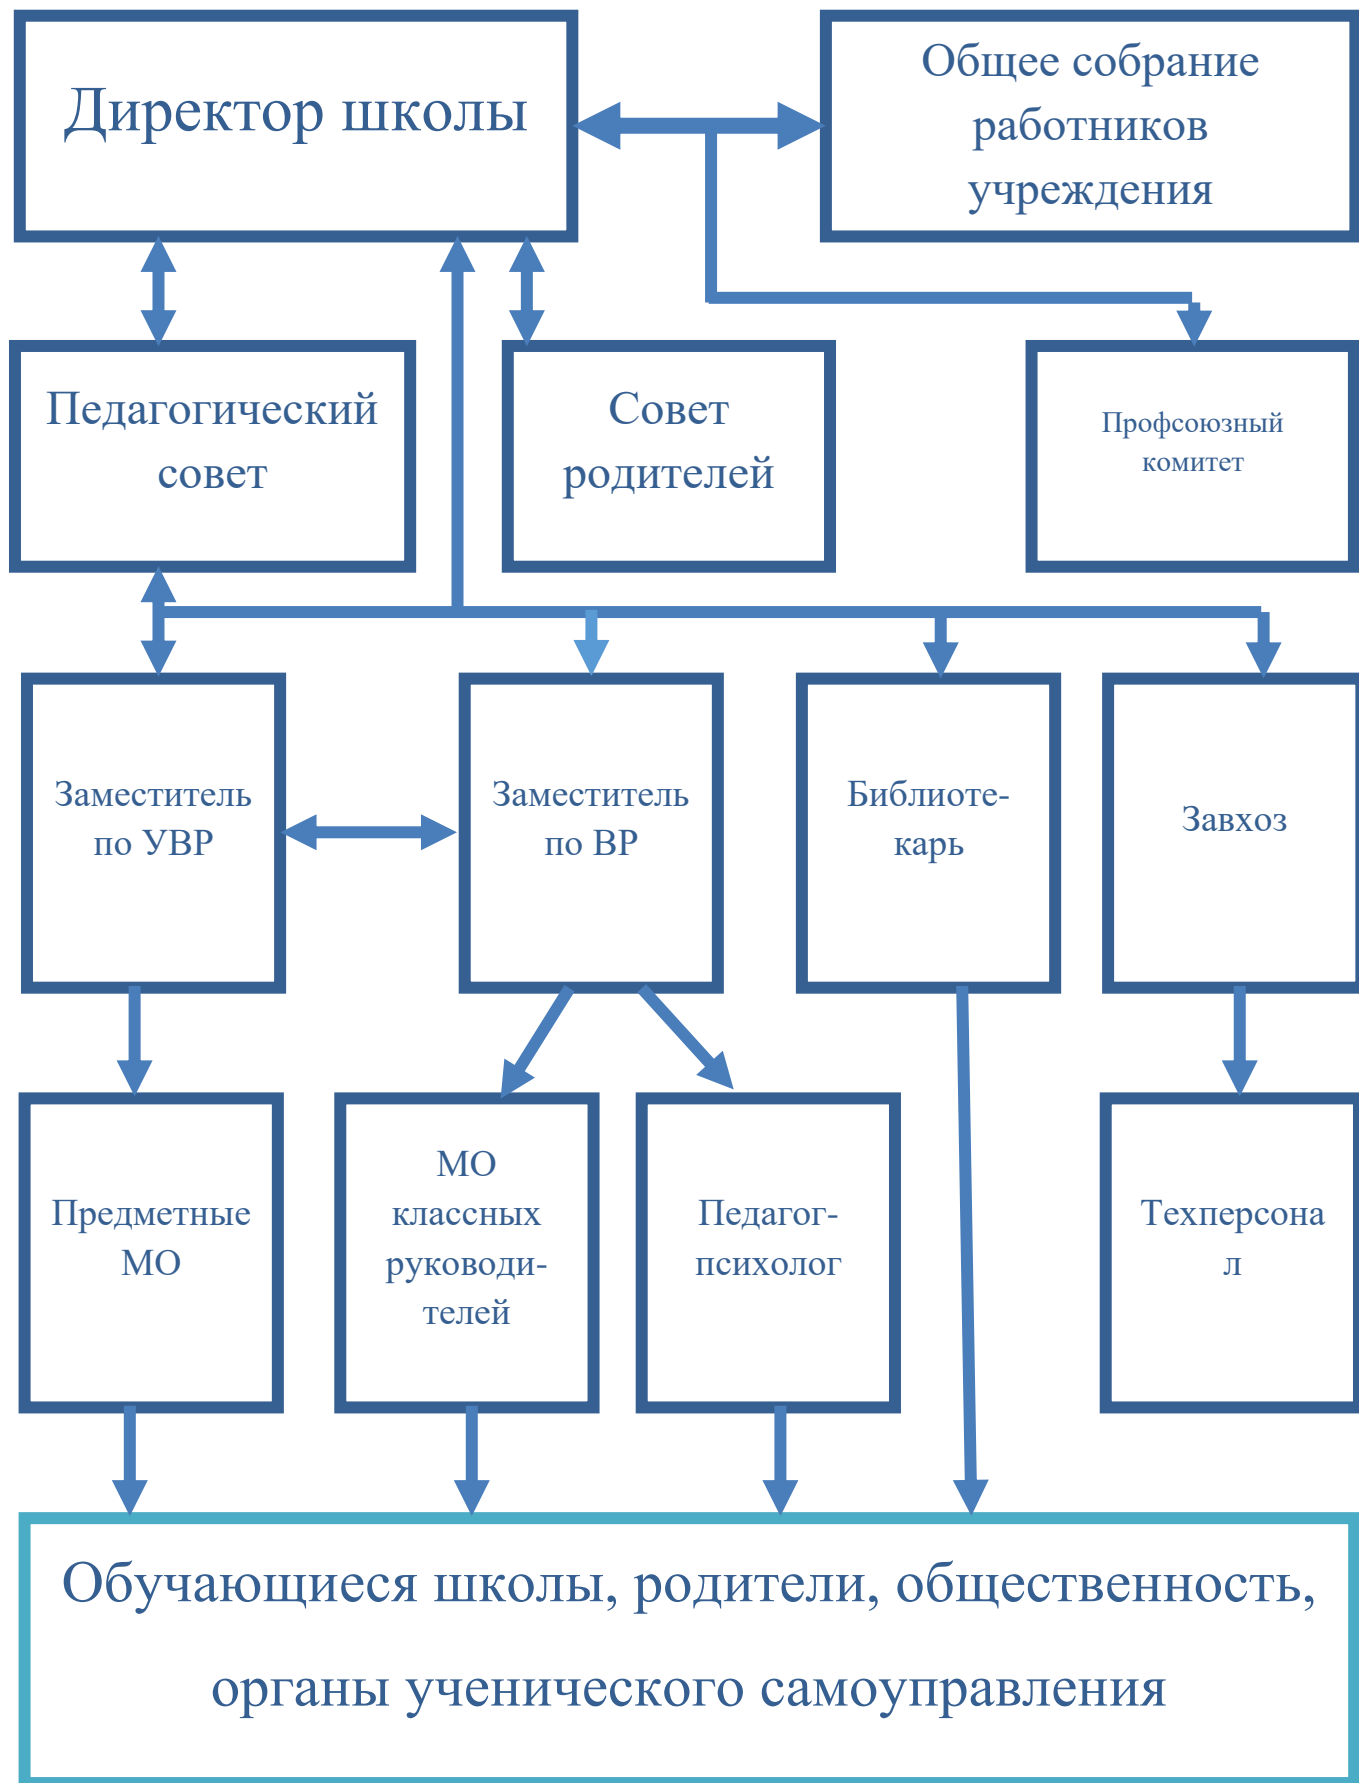 Директор школы
Общее собрание
работников
учреждения
Педагогический
совет
Совет
родителей
Профсоюзный
комитет
Заместитель
по УВР
Заместитель
по ВР
Библиоте-
карь
Завхоз
Предметные
МО
МО
классных
руководи-
телей
Педагог-
психолог
Техперсона
л
Обучающиеся школы, родители, общественность,
органы ученического самоуправления